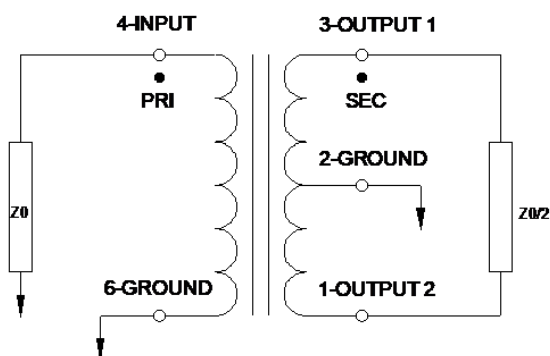 4-INPUT
3-OUTPUT 1
PRI
SEC
2-GROUND
Z0
Z0/2
6-GROUND
1-OUTPUT 2